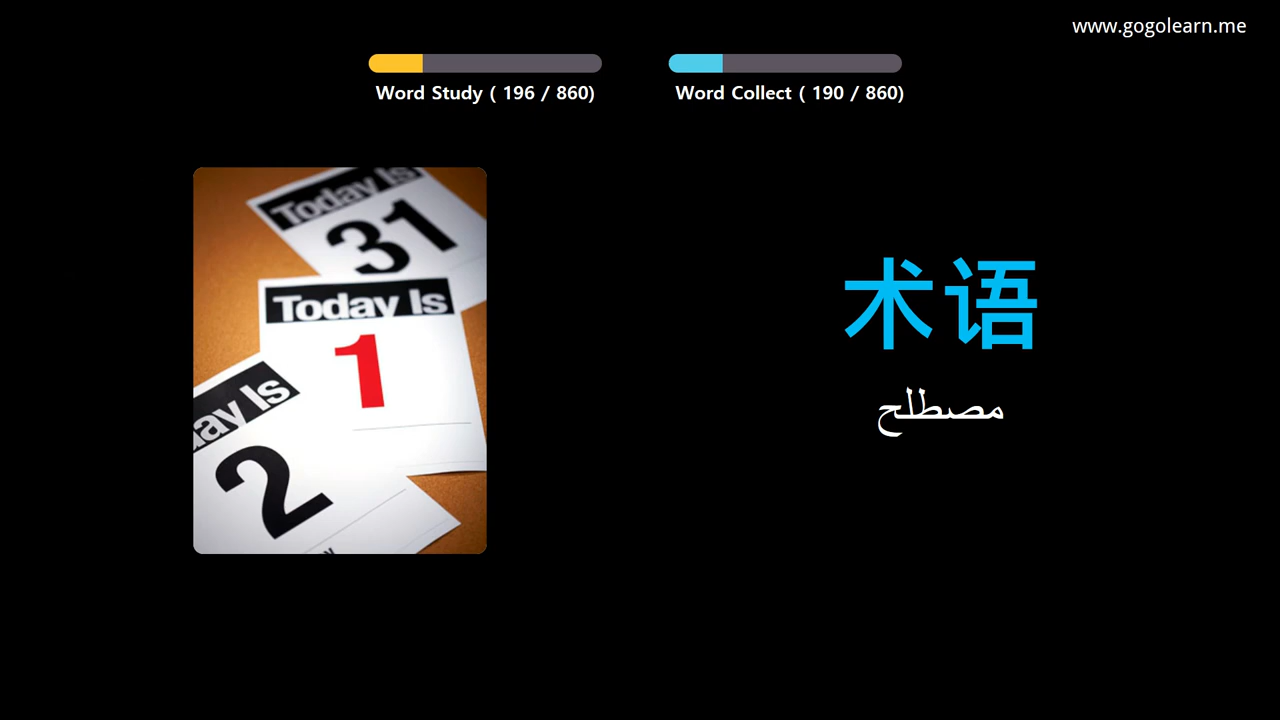 www.gogolearn.me
Word Study ( 196 / 860)
Word Collect ( 190 / 860)
Today Is
31
Today Is
1
ay Is
2
术语
مصطلح